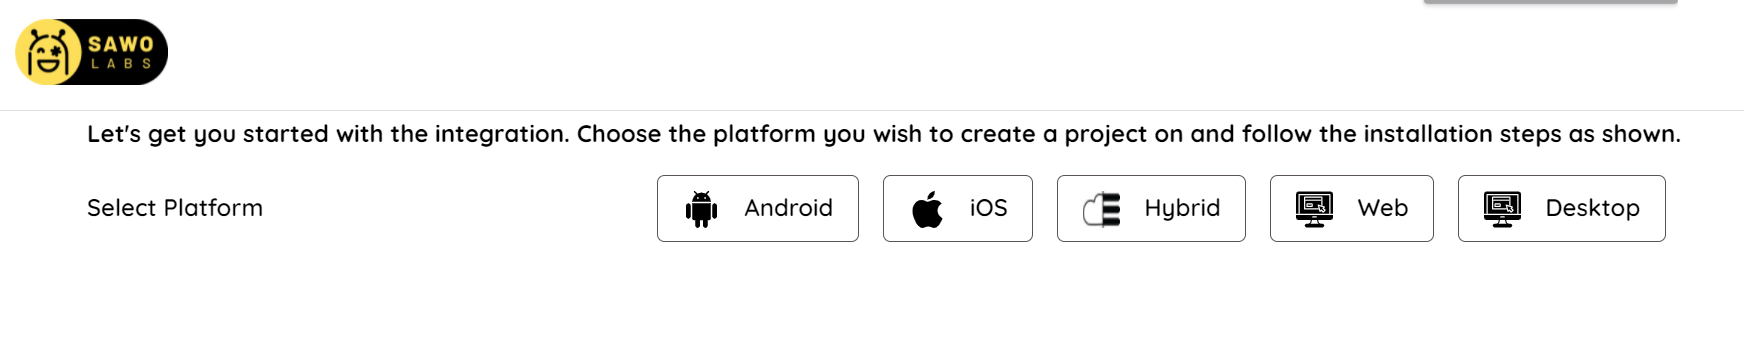 SAWO
LABS
Let's get you started with the integration. Choose the platform you wish to create a project on and follow the installation steps as shown.
Select Platform
Android
iOS
Hybrid
Web
Desktop